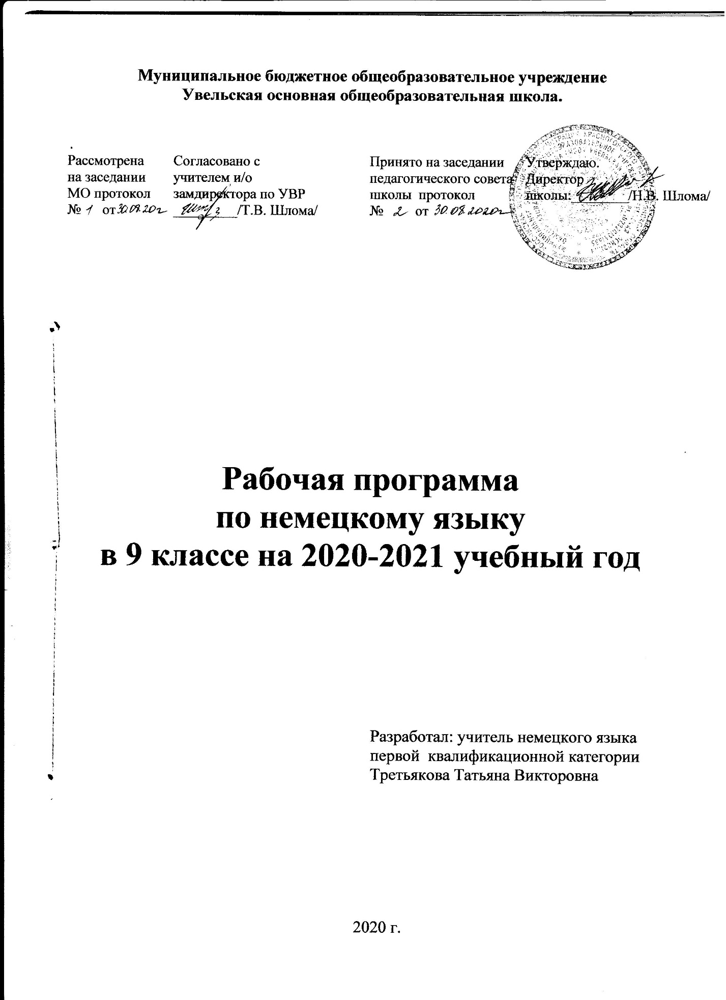 Муниципальное бюджетное общеобразовательное учреждение
Увельская основная общеобразовательная школа.
Рассмотрена
на заседании
МО протокол
№ 1 от 30.08.20г
Согласовано с
учителем и/о
замдиректора по УВР
/Т.В. Шлома/
Принято на заседании
педагогического совета
школы протокол
№ 2 от 30.08.2020г
Утверждаю.
Директор
школы: /Н.В. Шлома/
Рабочая программа
по немецкому языку
в 9 классе на 2020-2021 учебный год
Разработал: учитель немецкого языка
первой квалификационной категории
Третьякова Татьяна Викторовна
2020 г.